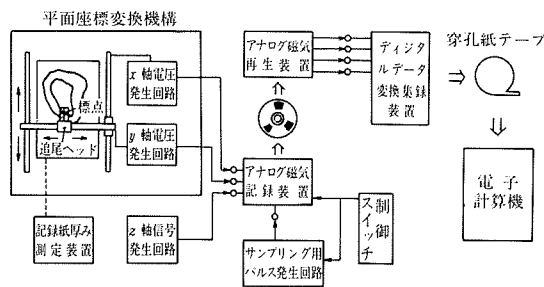 平面座標変換機構
x 軸電圧
発生回路
標点
追尾ヘッド
y 軸電圧
発生回路
記録紙厚み
測定装置
z 軸信号
発生回路
アナログ磁気
再生装置
アナログ磁気
記録装置
サンプリング用
パルス発生回路
制御
スイッチ
ディジタ
ルデータ
変換集録
装置
穿孔紙テープ
電子
計算機